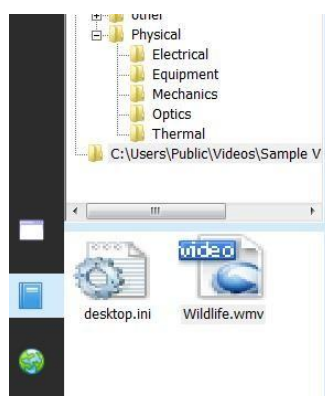 other
Physical
Electrical
Equipment
Mechanics
Optics
Thermal
C:\Users\Public\Videos\Sample V
video
desktop.ini
Wildlife.wmv